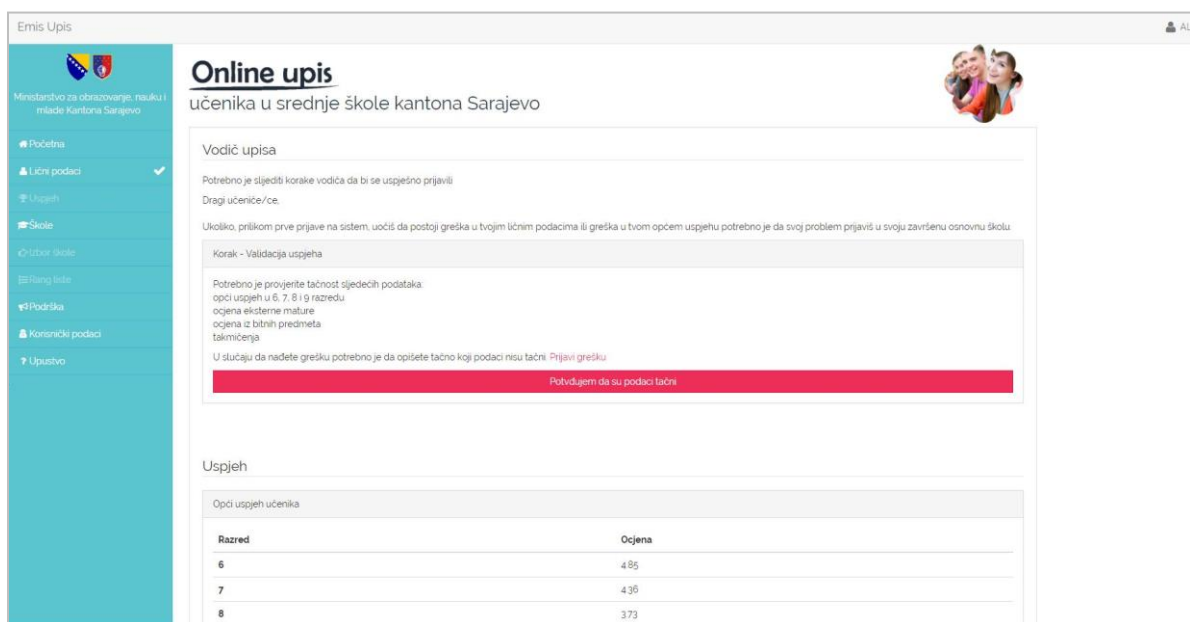 Emis Upis
AL
Ministarstvo za obrazovanje, nauku i
mlade Kantona Sarajevo
Početna
Lični podaci
Uspjeh
Škole
Izbor škole
Rang liste
Podrška
Korisnički podaci
? Upustvo
Online upis
učenika u srednje škole kantona Sarajevo
Vodič upisa
Potrebno je slijediti korake vodiča da bi se uspješno prijavili
Dragi učeniće/ce,
Ukoliko, prilikom prve prijave na sistem, uočiš da postoji greška u tvojim ličnim podacima ili greška u tvom općem uspjehu potrebno je da svoj problem prijaviš u svoju završenu osnovnu školu.
Korak - Validacija uspjeha
Potrebno je provjerite tačnost sljedećih podataka:
opći uspjeh u 6, 7, 8 i 9 razredu
ocjena eksterne mature
ocjena iz bitnih predmeta
takmičenja
U slučaju da nađete grešku potrebno je da opišete tačno koji podaci nisu tačni. Prijavi grešku
Potvđujem da su podaci tačni
Uspjeh
Opći uspjeh učenika
Razred Ocjena
6 4.85
7 4.36
8 3.73